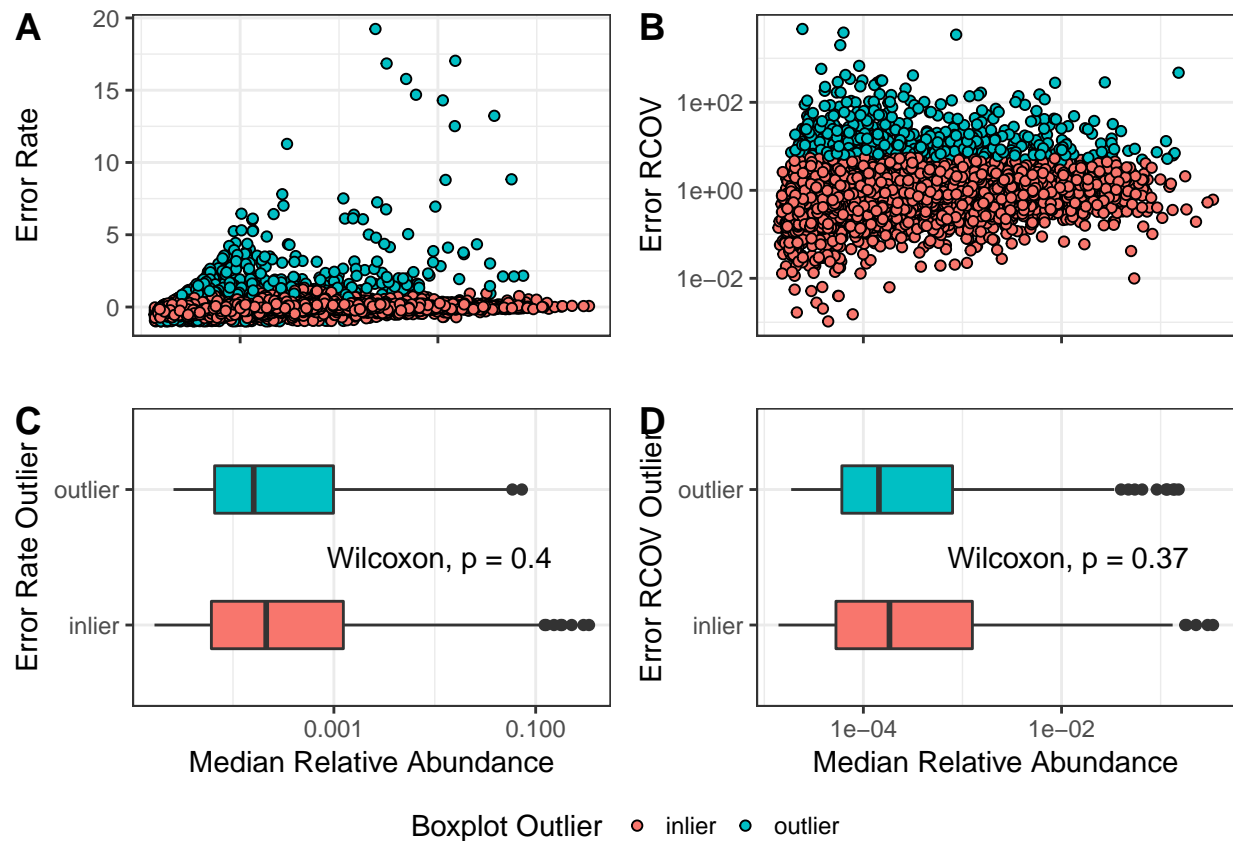 A
Error Rate
20
15
10
5
0
B
Error RCOV
1e+02
1e+00
1e−02
C
Error Rate Outlier
outlier
inlier
Wilcoxon, p = 0.4
0.001
0.100
Median Relative Abundance
D
Error RCOV Outlier
outlier
inlier
Wilcoxon, p = 0.37
1e−04
1e−02
Median Relative Abundance
Boxplot Outlier inlier outlier